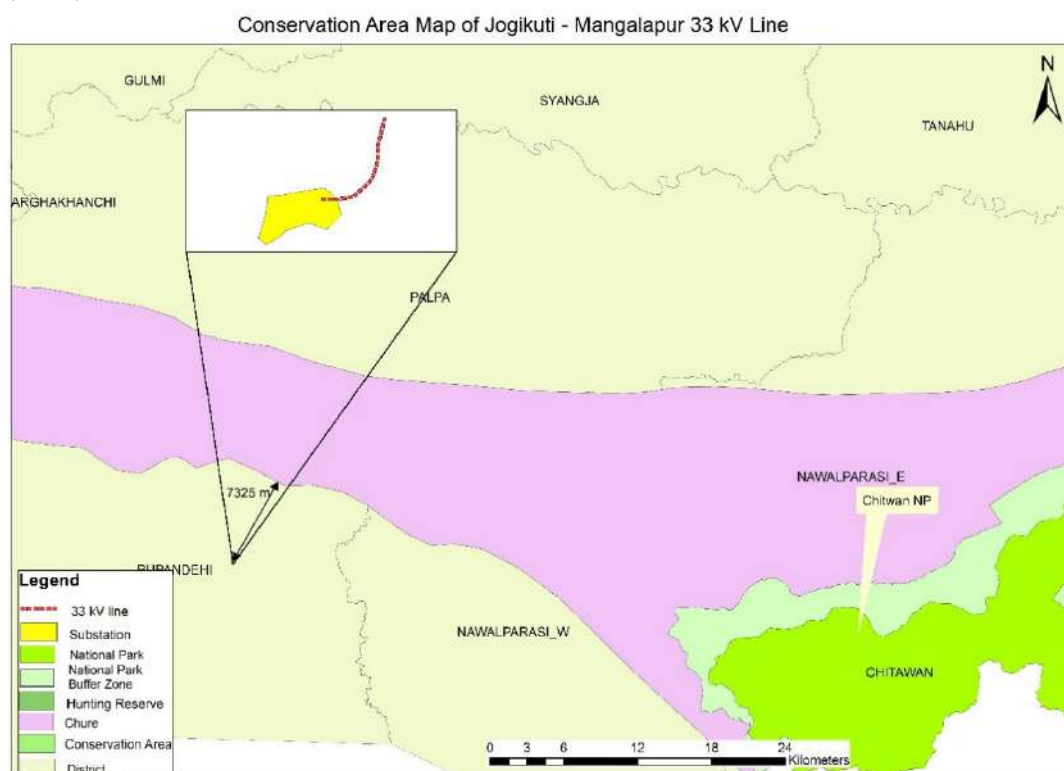 Conservation Area Map of Jogikuti - Mangalapur 33 kV Line
N
GULMI
SYANGJA
TANAHU
ARGHAKHANCHI
PALPA
NAWALPARASI_E
7325 m
Chitwan NP
RUPANDEHI
NAWALPARASI_W
CHITAWAN
Legend
33 kV line
Substation
National Park
National Park
Buffer Zone
Hunting Reserve
Chure
Conservation Area
District
0 3 6 12 18 24
Kilometers